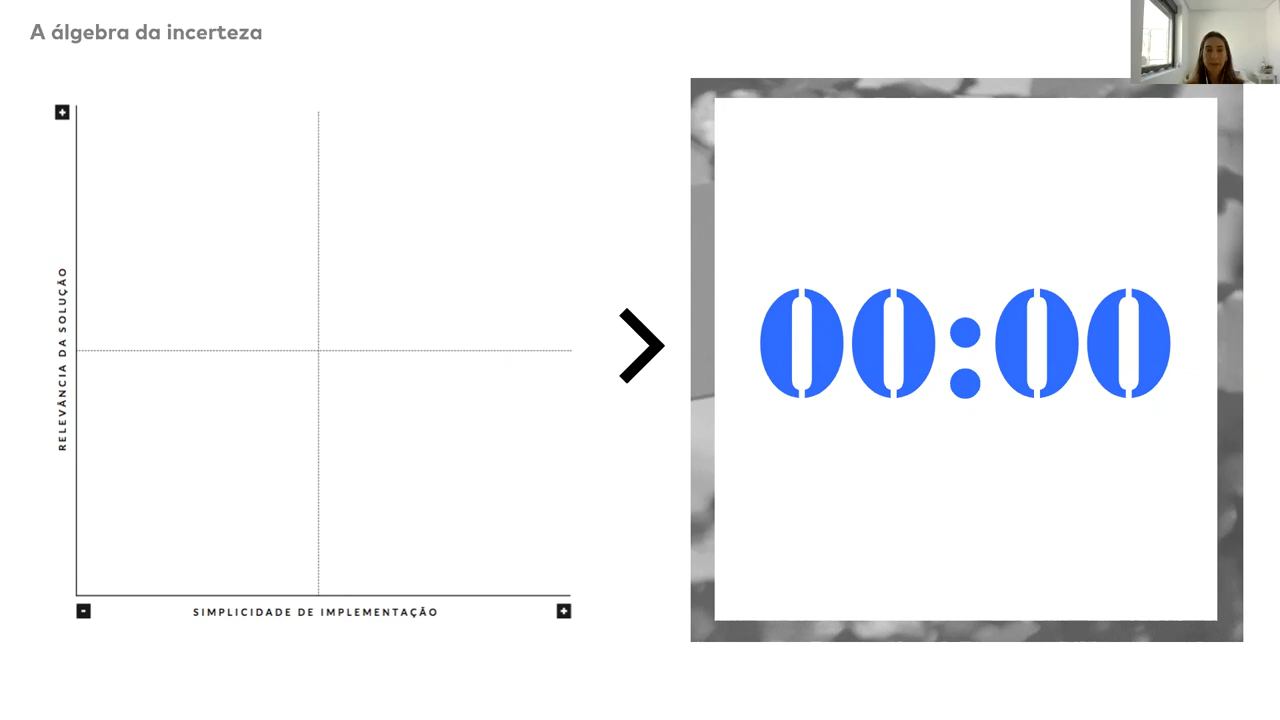 A álgebra da incerteza
+
RELEVÂNCIA DA SOLUÇÃO
00:00
-
SIMPLICIDADE DE IMPLEMENTAÇÃO
+